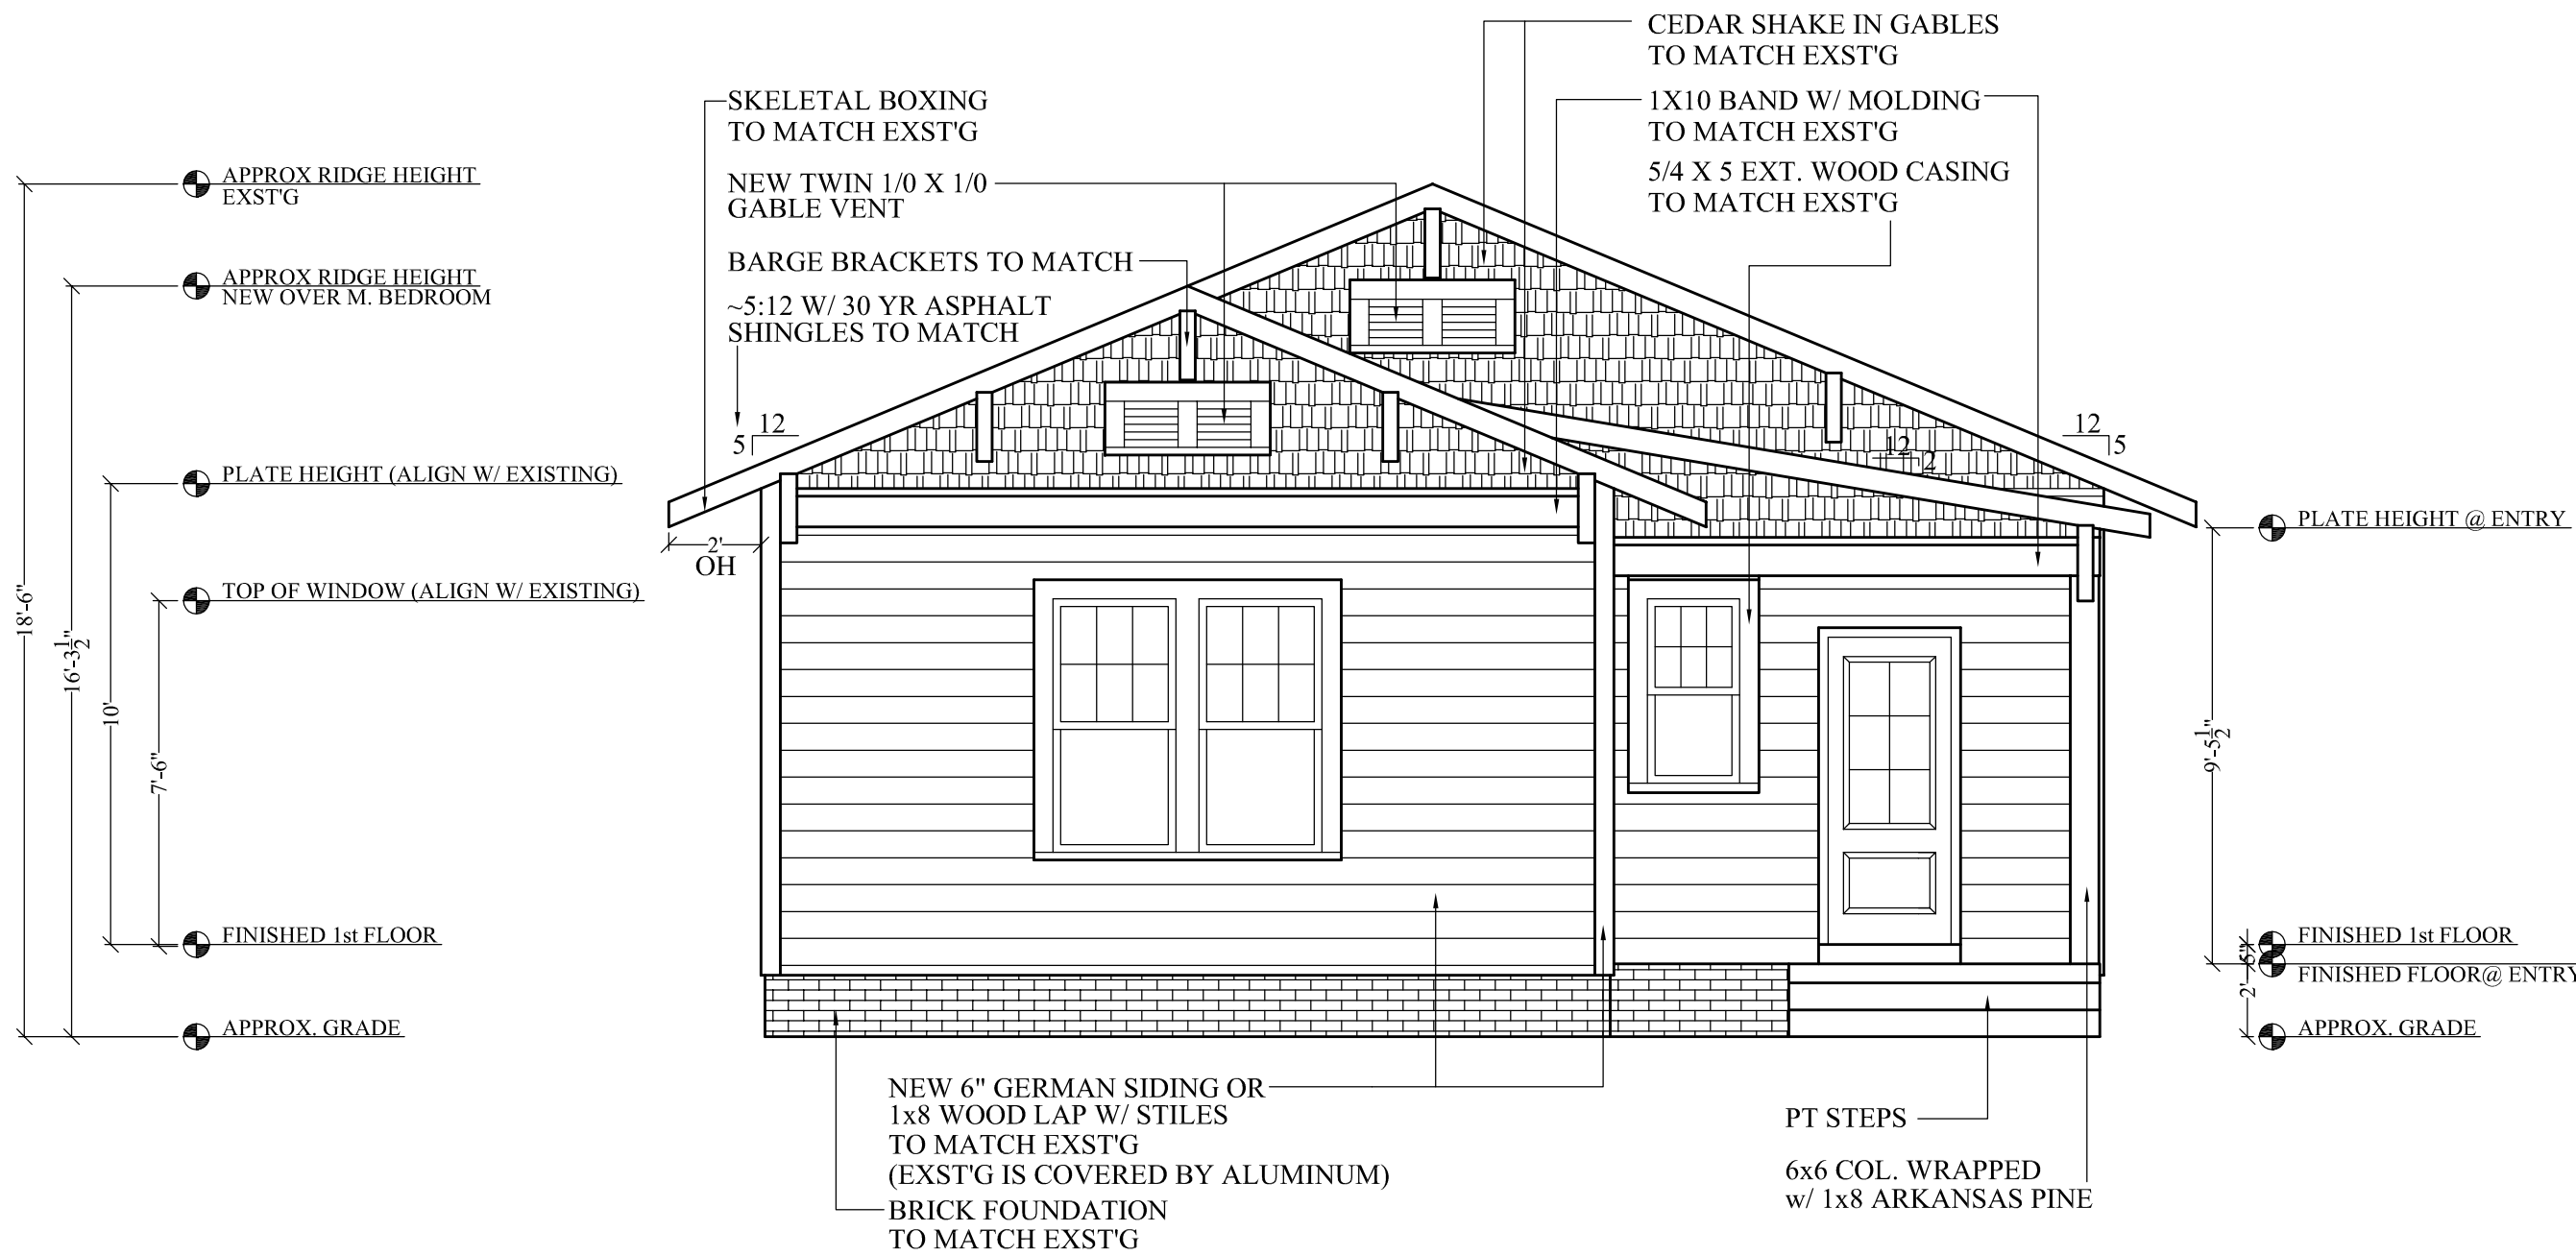 CEDAR SHAKE IN GABLES
TO MATCH EXST'G
SKELETAL BOXING
TO MATCH EXST'G
1X10 BAND W/ MOLDING
TO MATCH EXST'G
5/4 X 5 EXT. WOOD CASING
TO MATCH EXST'G
NEW TWIN 1/0 X 1/0
GABLE VENT
BARGE BRACKETS TO MATCH
~5:12 W/ 30 YR ASPHALT
SHINGLES TO MATCH
APPROX RIDGE HEIGHT
EXST'G
APPROX RIDGE HEIGHT
NEW OVER M. BEDROOM
PLATE HEIGHT (ALIGN W/ EXISTING)
TOP OF WINDOW (ALIGN W/ EXISTING)
FINISHED 1st FLOOR
APPROX. GRADE
18'-6"
16'-3 1/2"
10'
7'-6"
12
5
2'
OH
12
2
12
5
PLATE HEIGHT @ ENTRY
9'-5 1/2"
FINISHED 1st FLOOR
5"
FINISHED FLOOR@ ENTRY
2'
APPROX. GRADE
NEW 6" GERMAN SIDING OR
1x8 WOOD LAP W/ STILES
TO MATCH EXST'G
(EXST'G IS COVERED BY ALUMINUM)
BRICK FOUNDATION
TO MATCH EXST'G
PT STEPS
6x6 COL. WRAPPED
w/ 1x8 ARKANSAS PINE